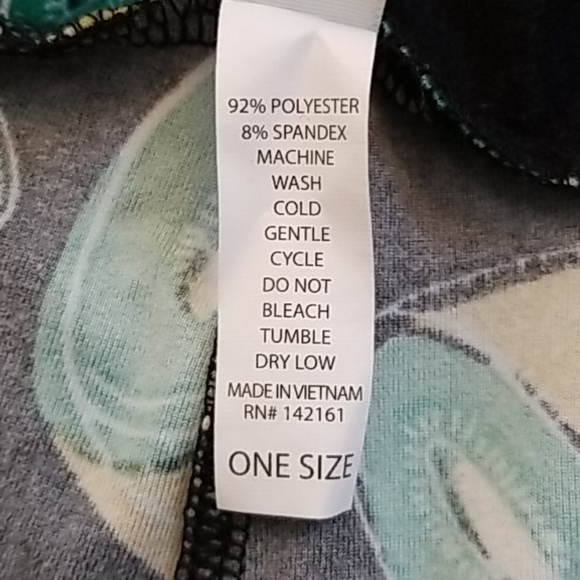 92% POLYESTER
8% SPANDEX
MACHINE
WASH
COLD
GENTLE
CYCLE
DO NOT
BLEACH
TUMBLE
DRY LOW
MADE IN VIETNAM
RN# 142161
ONE SIZE